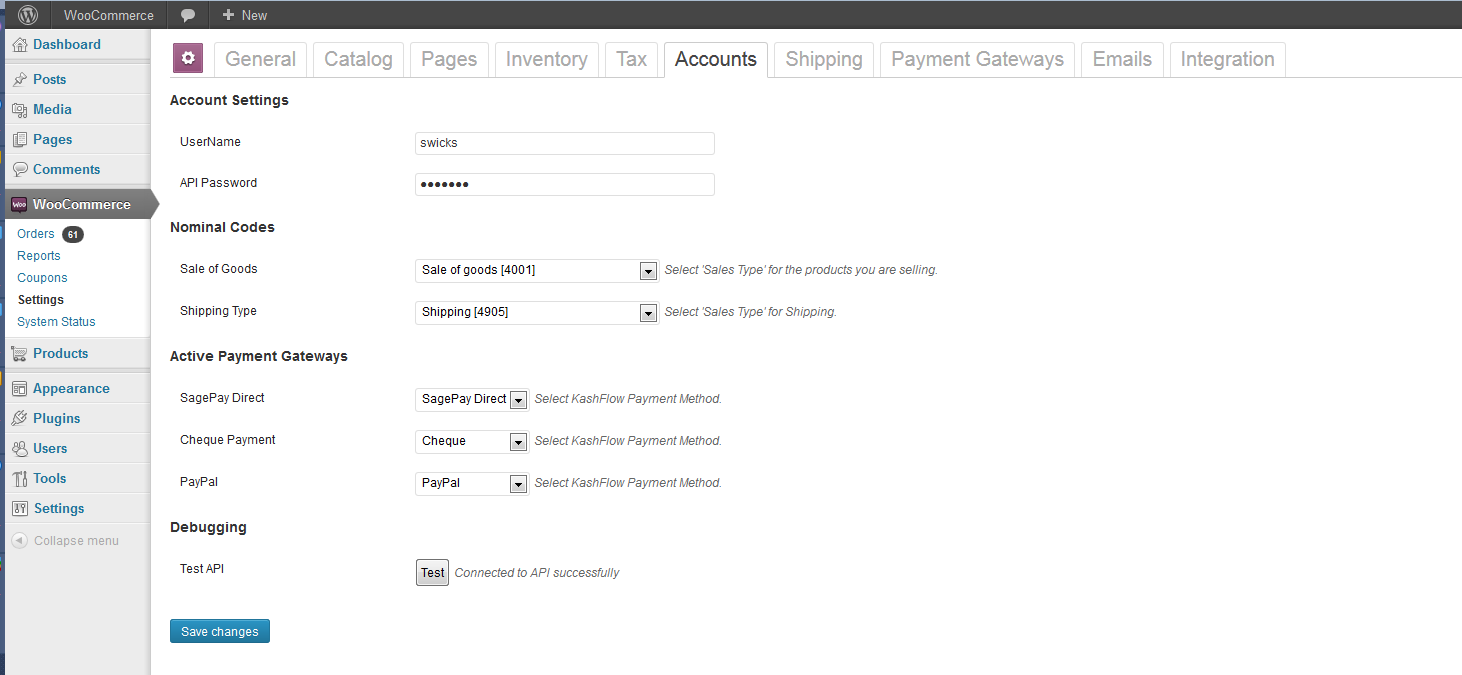 WooCommerce New
Dashboard
Posts
Media
Pages
Comments
Woo WooCommerce
Orders 61
Reports
Coupons
Settings
System Status
Products
Appearance
Plugins
Users
Tools
Settings
Collapse menu
General Catalog Pages Inventory Tax Accounts Shipping Payment Gateways Emails Integration
Account Settings
UserName swicks
API Password •••••••
Nominal Codes
Sale of Goods Sale of goods [4001] Select 'Sales Type' for the products you are selling.
Shipping Type Shipping [4905] Select 'Sales Type' for Shipping.
Active Payment Gateways
SagePay Direct SagePay Direct Select KashFlow Payment Method.
Cheque Payment Cheque Select KashFlow Payment Method.
PayPal PayPal Select KashFlow Payment Method.
Debugging
Test API Test Connected to API successfully
Save changes